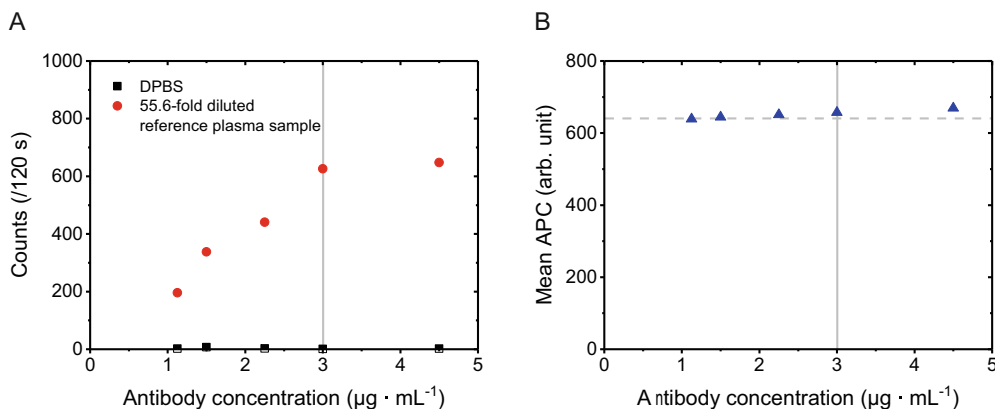 A
B
Counts (/120 s)
1000
800
600
400
200
0
DPBS
55.6-fold diluted
reference plasma sample
0 1 2 3 4 5
Antibody concentration (µg · mL⁻¹)
Mean APC (arb. unit)
800
600
400
200
0
0 1 2 3 4 5
Antibody concentration (µg · mL⁻¹)